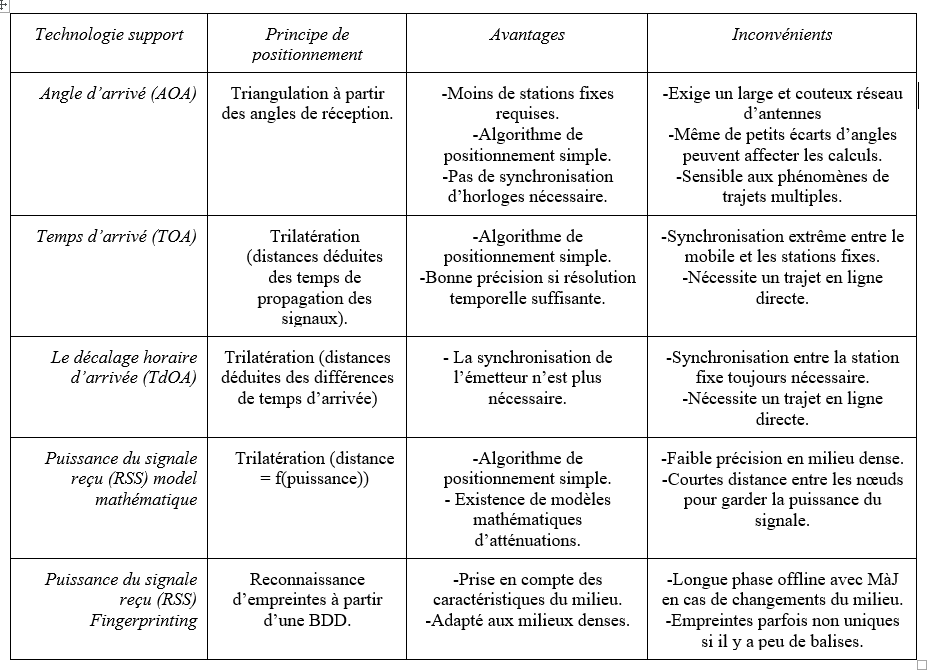 Technologie support
Principe de
positionnement
Avantages
Inconvénients
Angle d’arrivé (AOA)
Triangulation à partir
des angles de réception.
-Moins de stations fixes
requises.
-Algorithme de
positionnement simple.
-Pas de synchronisation
d’horloges nécessaire.
-Exige un large et couteux réseau
d’antennes
-Même de petits écarts d’angles
peuvent affecter les calculs.
-Sensible aux phénomènes de
trajets multiples.
Temps d’arrivé (TOA)
Trilatération
(distances déduites
des temps de
propagation des
signaux).
-Algorithme de
positionnement simple.
-Bonne précision si résolution
temporelle suffisante.
-Synchronisation extrême entre le
mobile et les stations fixes.
-Nécessite un trajet en ligne
directe.
Le décalage horaire
d’arrivée (TdOA)
Trilatération (distances
déduites des différences
de temps d’arrivée)
- La synchronisation de
l’émetteur n’est plus
nécessaire.
-Synchronisation entre la station
fixe toujours nécessaire.
-Nécessite un trajet en ligne
directe.
Puissance du signale
reçu (RSS) model
mathématique
Trilatération (distance
= f(puissance))
-Algorithme de
positionnement simple.
- Existence de modèles
mathématiques
d’atténuations.
-Faible précision en milieu dense.
-Courtes distance entre les nœuds
pour garder la puissance du
signale.
Puissance du signale
reçu (RSS)
Fingerprinting
Reconnaissance
d’empreintes à partir
d’une BDD.
-Prise en compte des
caractéristiques du milieu.
-Adapté aux milieux denses.
-Longue phase offline avec MàJ
en cas de changements du milieu.
-Empreintes parfois non uniques
si il y a peu de balises.